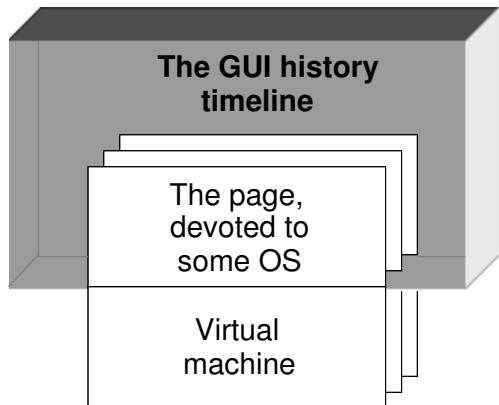 The GUI history
timeline
The page,
devoted to
some OS
Virtual
machine